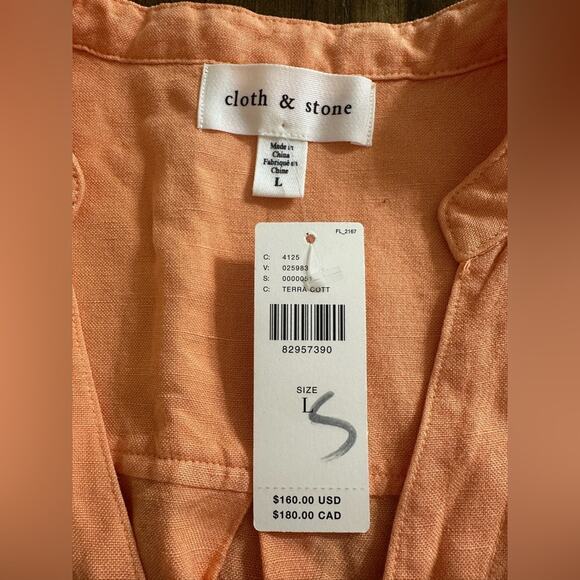 cloth & stone
Made in
China
Fabriqué en
Chine
L
FL_2167
C: 4125
V: 025983
S: 0000051
C: TERRA COTT
82957390
SIZE
L
S
$160.00 USD
$180.00 CAD